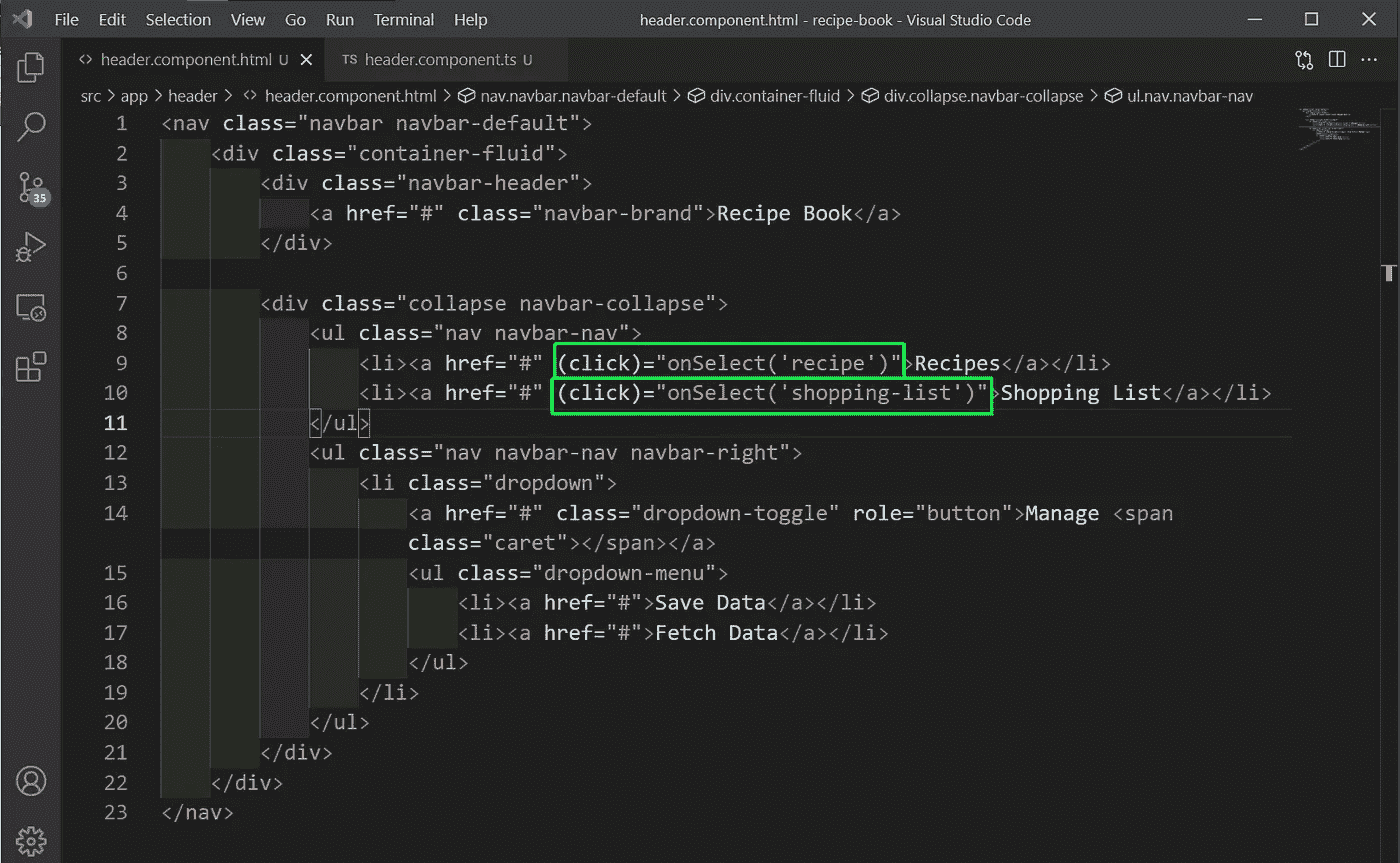 File Edit Selection View Go Run Terminal Help header.component.html - recipe-book - Visual Studio Code
<> header.component.html U TS header.component.ts U
src > app > header > <> header.component.html > nav.navbar.navbar-default > div.container-fluid > div.collapse.navbar-collapse > ul.nav.navbar-nav
1 <nav class="navbar navbar-default">
2 <div class="container-fluid">
3 <div class="navbar-header">
4 <a href="#" class="navbar-brand">Recipe Book</a>
5 </div>
6
7 <div class="collapse navbar-collapse">
8 <ul class="nav navbar-nav">
9 <li><a href="#" (click)="onSelect('recipe')">Recipes</a></li>
10 <li><a href="#" (click)="onSelect('shopping-list')">Shopping List</a></li>
11 </ul>
12 <ul class="nav navbar-nav navbar-right">
13 <li class="dropdown">
14 <a href="#" class="dropdown-toggle" role="button">Manage <span
class="caret"></span></a>
15 <ul class="dropdown-menu">
16 <li><a href="#">Save Data</a></li>
17 <li><a href="#">Fetch Data</a></li>
18 </ul>
19 </li>
20 </ul>
21 </div>
22 </div>
23 </nav>
35